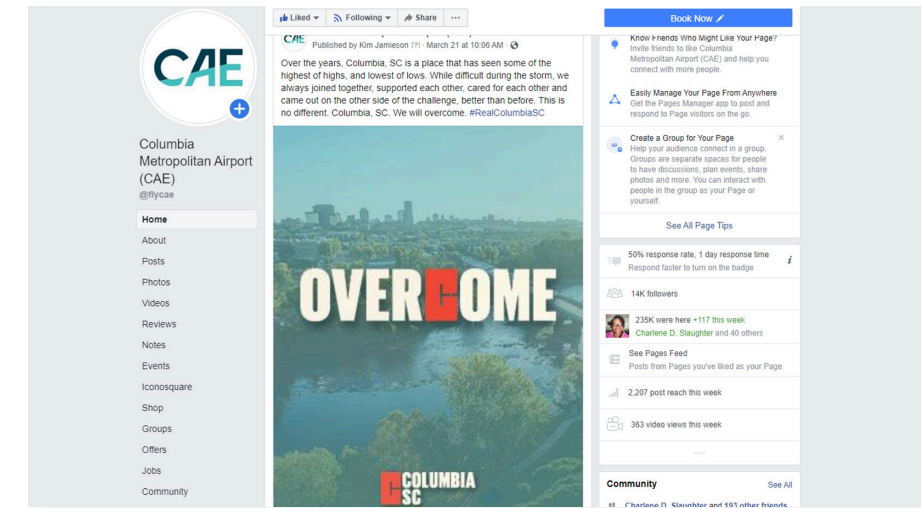 Liked
Following
Share
Book Now
CAE
Published by Kim Jamieson [?] · March 21 at 10:06 AM ·
Over the years, Columbia, SC is a place that has seen some of the
highest of highs, and lowest of lows. While difficult during the storm, we
always joined together, supported each other, cared for each other and
came out on the other side of the challenge, better than before. This is
no different. Columbia, SC. We will overcome. #RealColumbiaSC
OVERCOME
COLUMBIA
SC
CAE
Columbia
Metropolitan Airport
(CAE)
@flycae
Home
About
Posts
Photos
Videos
Reviews
Notes
Events
Iconosquare
Shop
Groups
Offers
Jobs
Community
Know Friends Who Might Like Your Page?
Invite friends to like Columbia
Metropolitan Airport (CAE) and help you
connect with more people.
Easily Manage Your Page From Anywhere
Get the Pages Manager app to post and
respond to Page visitors on the go.
Create a Group for Your Page
Help your audience connect in a group.
Groups are separate spaces for people
to have discussions, plan events, share
photos and more. You can interact with
people in the group as your Page or
yourself.
See All Page Tips
50% response rate, 1 day response time
Respond faster to turn on the badge
14K followers
235K were here +117 this week
Charlene D. Slaughter and 40 others
See Pages Feed
Posts from Pages you've liked as your Page
2,207 post reach this week
363 video views this week
Community
See All
Charlene D. Slaughter and 193 other friends